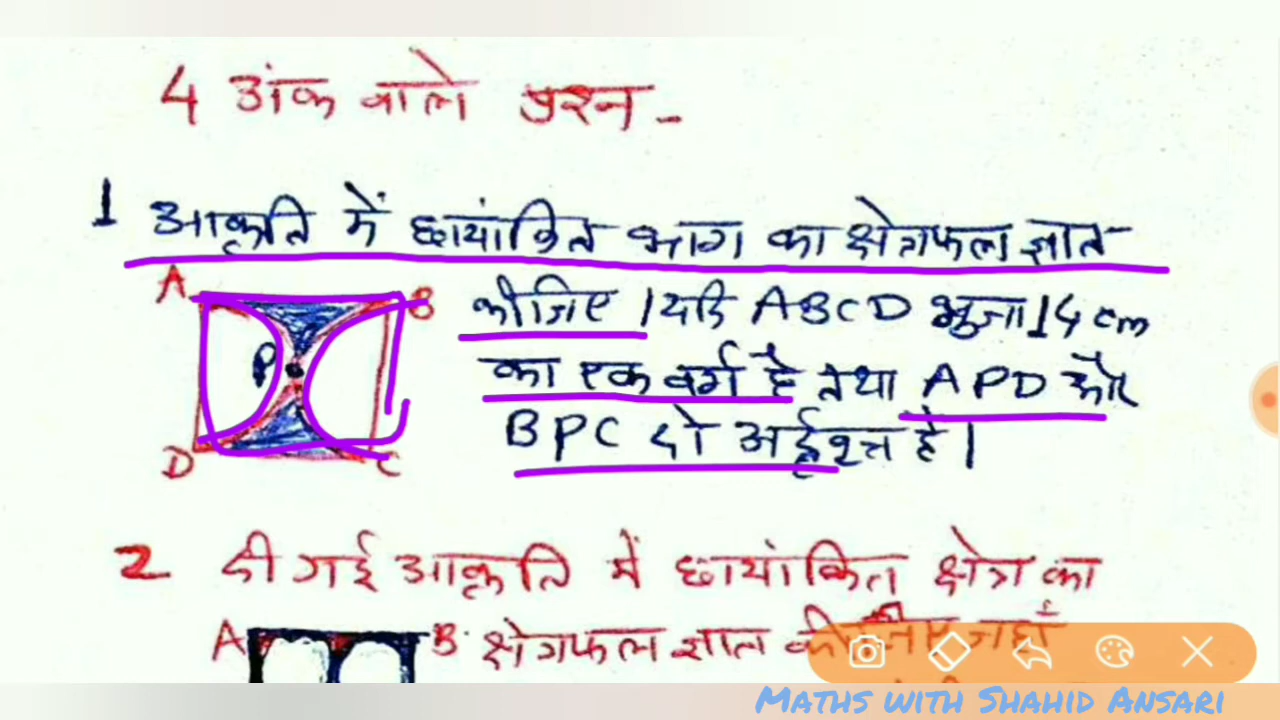 4 अंक वाले प्रश्न -
1 आकृति में छायांकित भाग का क्षेत्रफल ज्ञात
कीजिए । यदि ABCD भुजा 14 cm
का एक वर्ग है तथा APD और
BPC दो अर्द्धवृत्त है ।
A B
P
D C
2 दी गई आकृति में छायांकित क्षेत्र का
A B क्षेत्रफल ज्ञात जहाँ
MATHS WITH SHAHID ANSARI